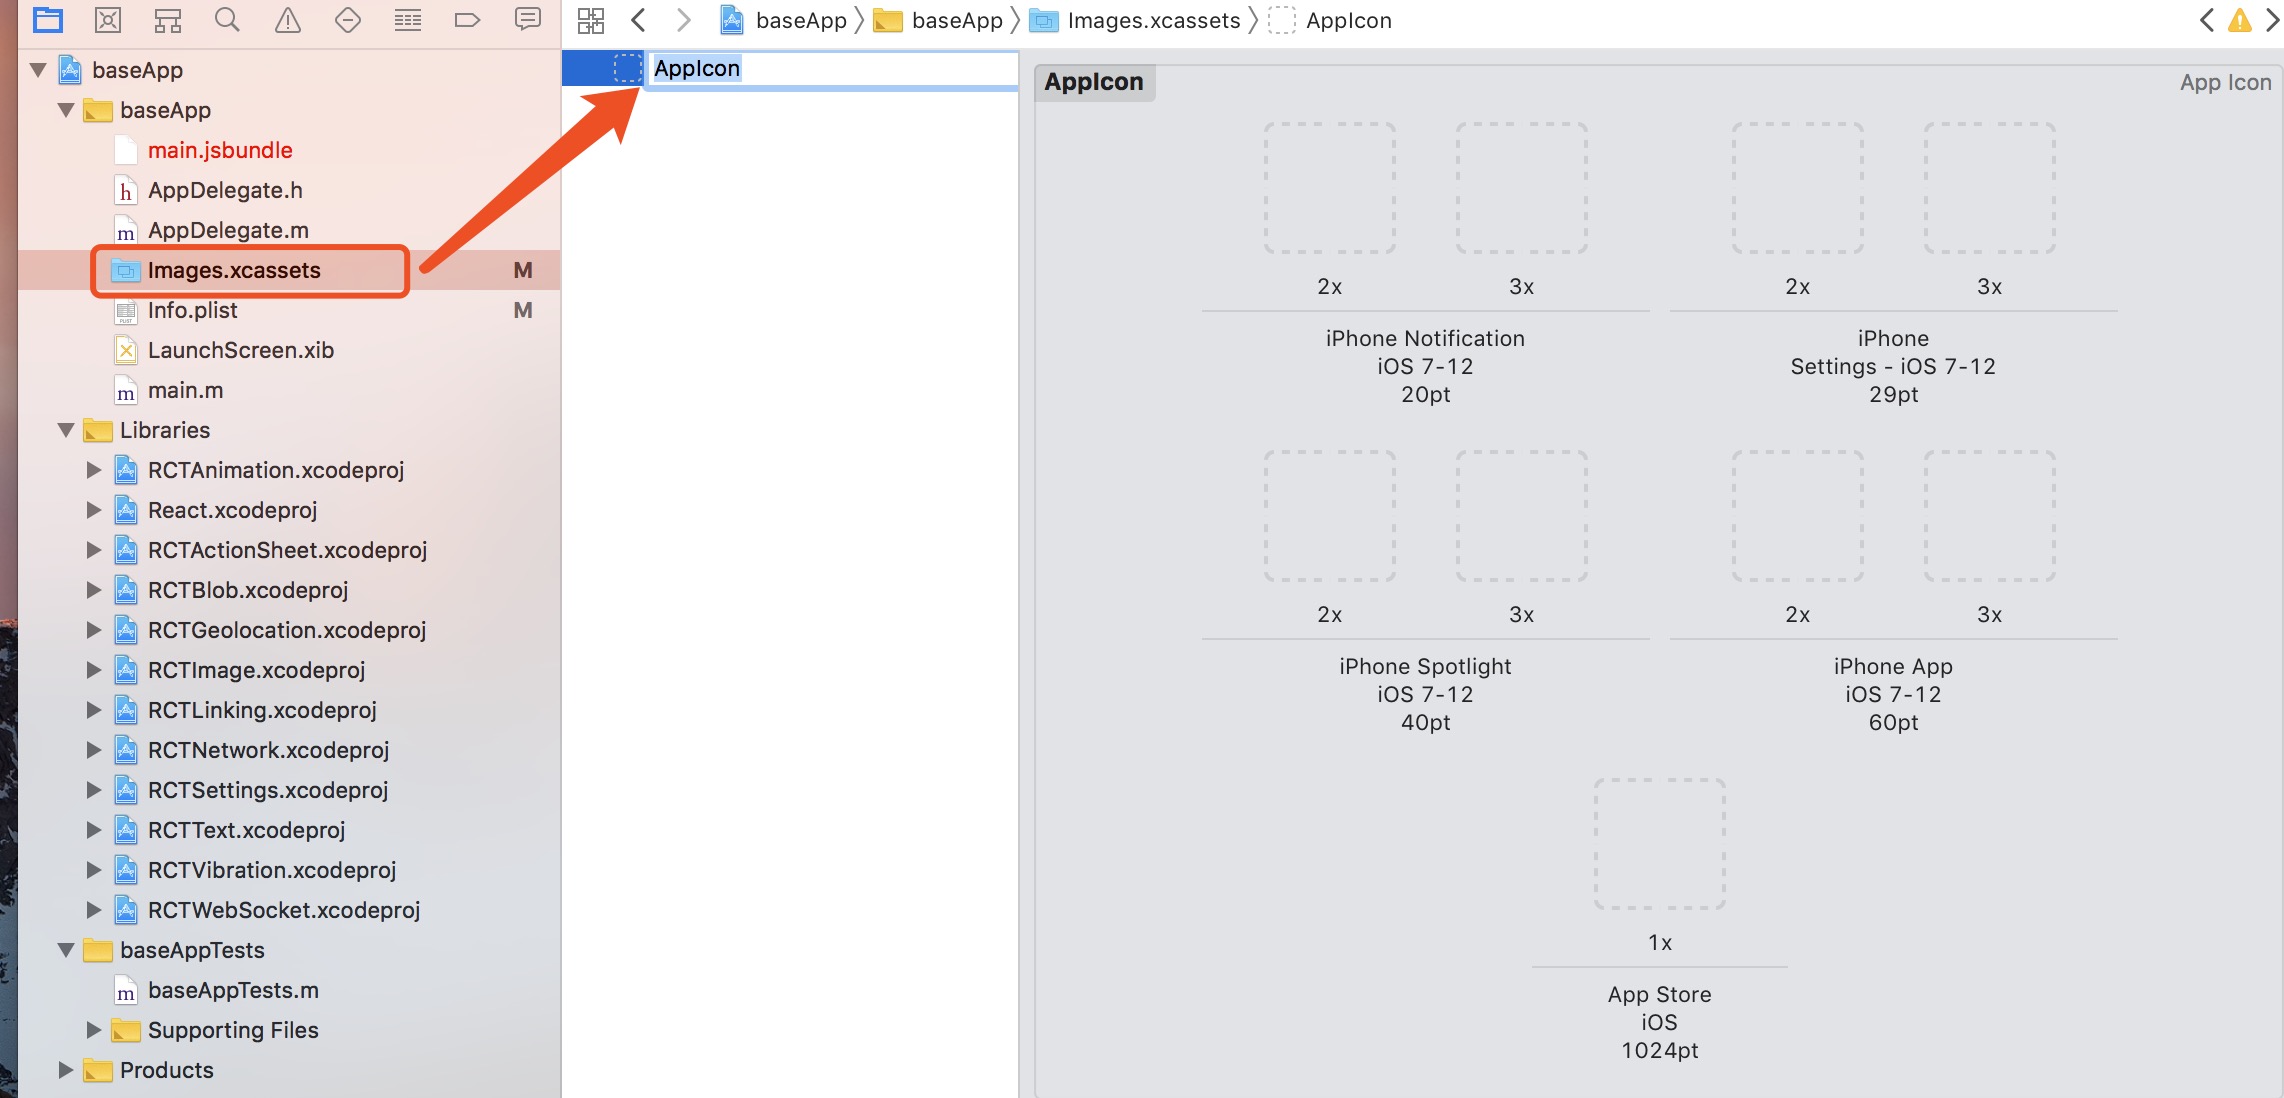 baseApp
baseApp
Images.xcassets
AppIcon
baseApp
baseApp
main.jsbundle
h
AppDelegate.h
m
AppDelegate.m
Images.xcassets
M
PLIST
Info.plist
M
LaunchScreen.xib
m
main.m
Libraries
RCTAnimation.xcodeproj
React.xcodeproj
RCTActionSheet.xcodeproj
RCTBlob.xcodeproj
RCTGeolocation.xcodeproj
RCTImage.xcodeproj
RCTLinking.xcodeproj
RCTNetwork.xcodeproj
RCTSettings.xcodeproj
RCTText.xcodeproj
RCTVibration.xcodeproj
RCTWebSocket.xcodeproj
baseAppTests
m
baseAppTests.m
Supporting Files
Products
AppIcon
AppIcon
App Icon
2x
3x
iPhone Notification
iOS 7-12
20pt
2x
3x
iPhone
Settings - iOS 7-12
29pt
2x
3x
iPhone Spotlight
iOS 7-12
40pt
2x
3x
iPhone App
iOS 7-12
60pt
1x
App Store
iOS
1024pt